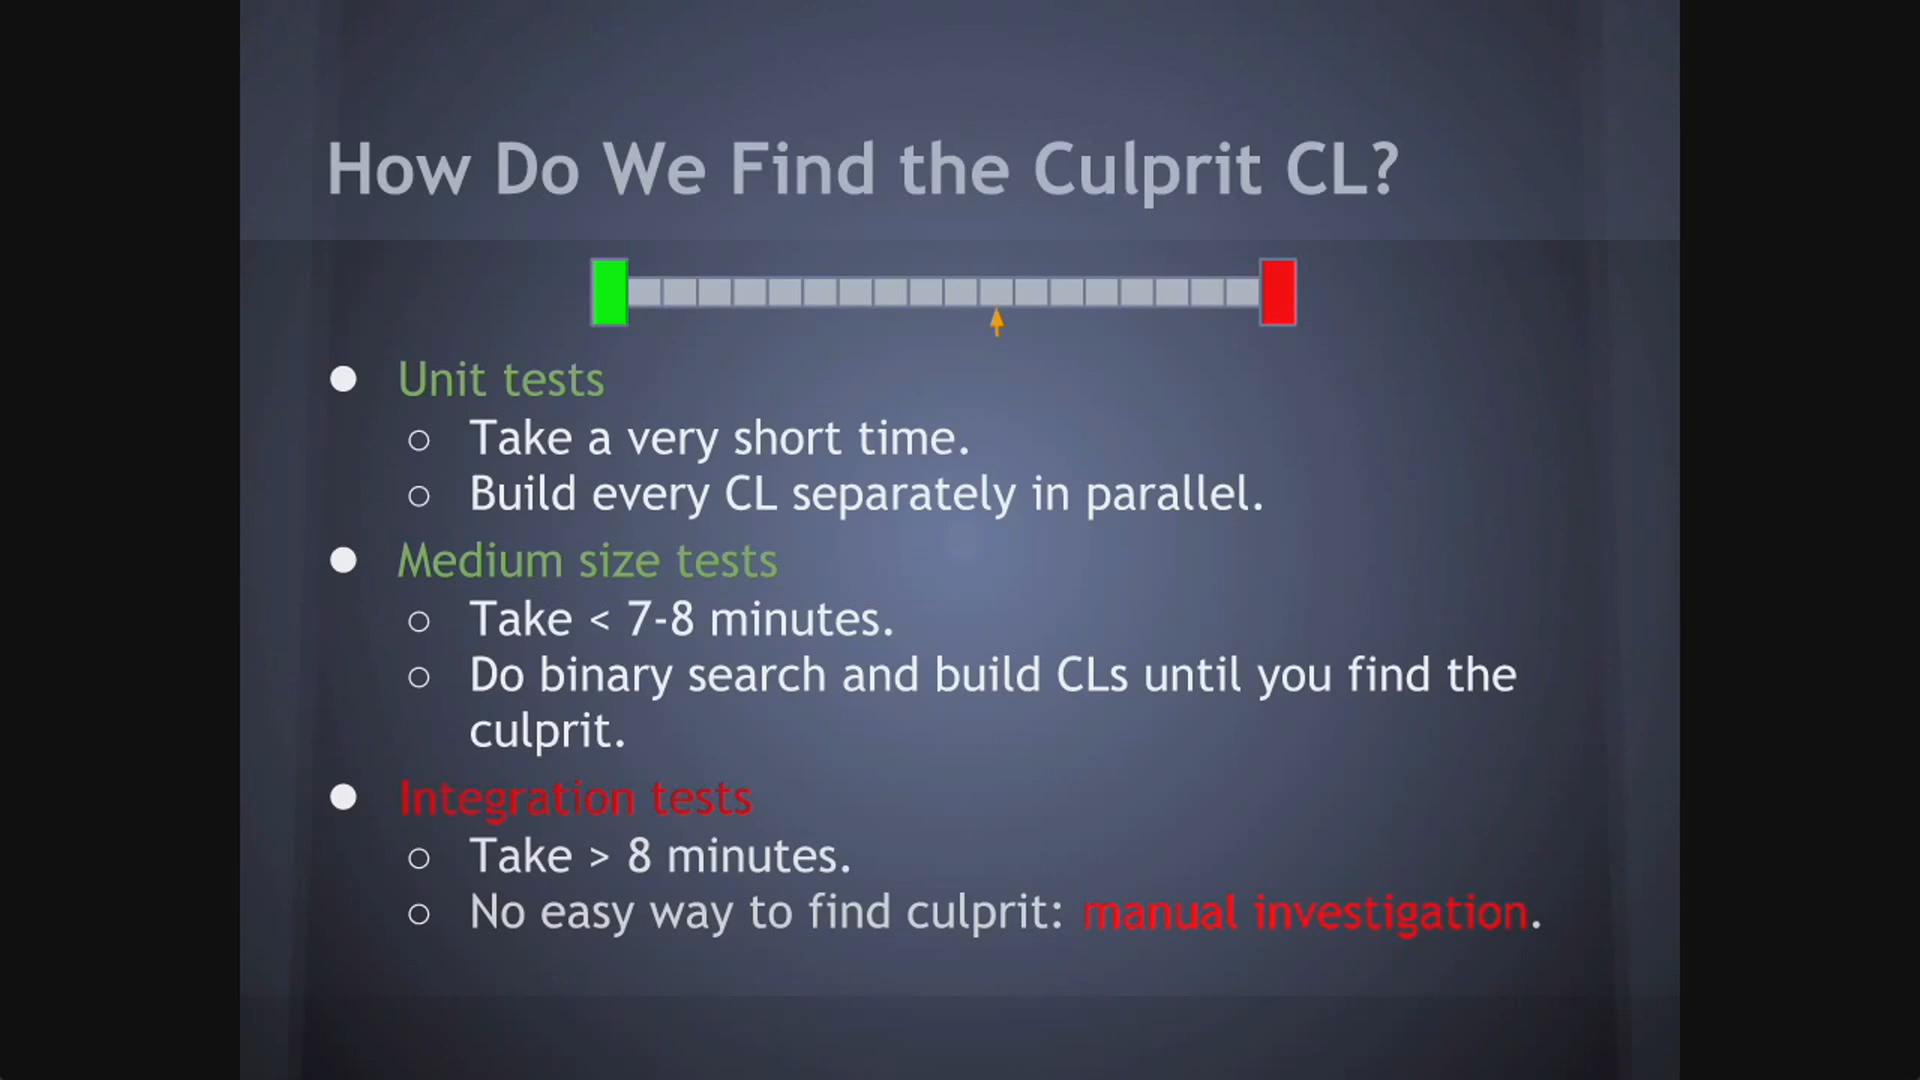 How Do We Find the Culprit CL?
● Unit tests
○ Take a very short time.
○ Build every CL separately in parallel.
● Medium size tests
○ Take < 7-8 minutes.
○ Do binary search and build CLs until you find the
culprit.
● Integration tests
○ Take > 8 minutes.
○ No easy way to find culprit: manual investigation.